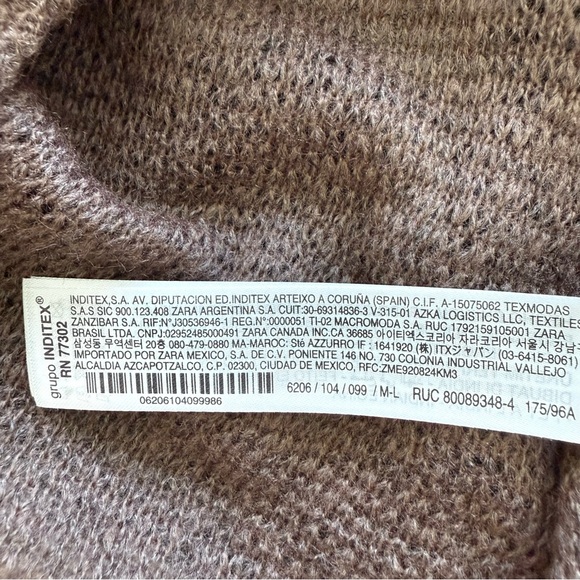 grupo INDITEX®
RN 77302
INDITEX,S.A. AV. DIPUTACION ED.INDITEX ARTEIXO A CORUÑA (SPAIN) C.I.F. A-15075062 TEXMODAS
S.A.S SIC 900.123.408 ZARA ARGENTINA S.A. CUIT:30-69314836-3 V-315-01 AZKA LOGISTICS LLC, TEXTILES
ZANZIBAR SA. RIF:N°J30536946-1 REG.N°:0000051 TI-02 MACROMODA S.A. RUC 1792159105001 ZARA
BRASIL LTDA. CNPJ:02952485000491 ZARA CANADA INC.CA 36685 아이티엑스코리아 자라코리아 서울시 강남구
삼성동 무역센터 20층 080-479-0880 MA-MAROC: Sté AZZURRO IF : 1641920 (株) ITXジャパン (03-6415-8061)
IMPORTADO POR ZARA MEXICO, S.A. DE C.V. PONIENTE 146 NO. 730 COLONIA INDUSTRIAL VALLEJO
ALCALDIA AZCAPOTZALCO, C.P. 02300, CIUDAD DE MEXICO, RFC:ZME920824KM3
06206104099986
6206 / 104 / 099 / M-L RUC 80089348-4 175/96A